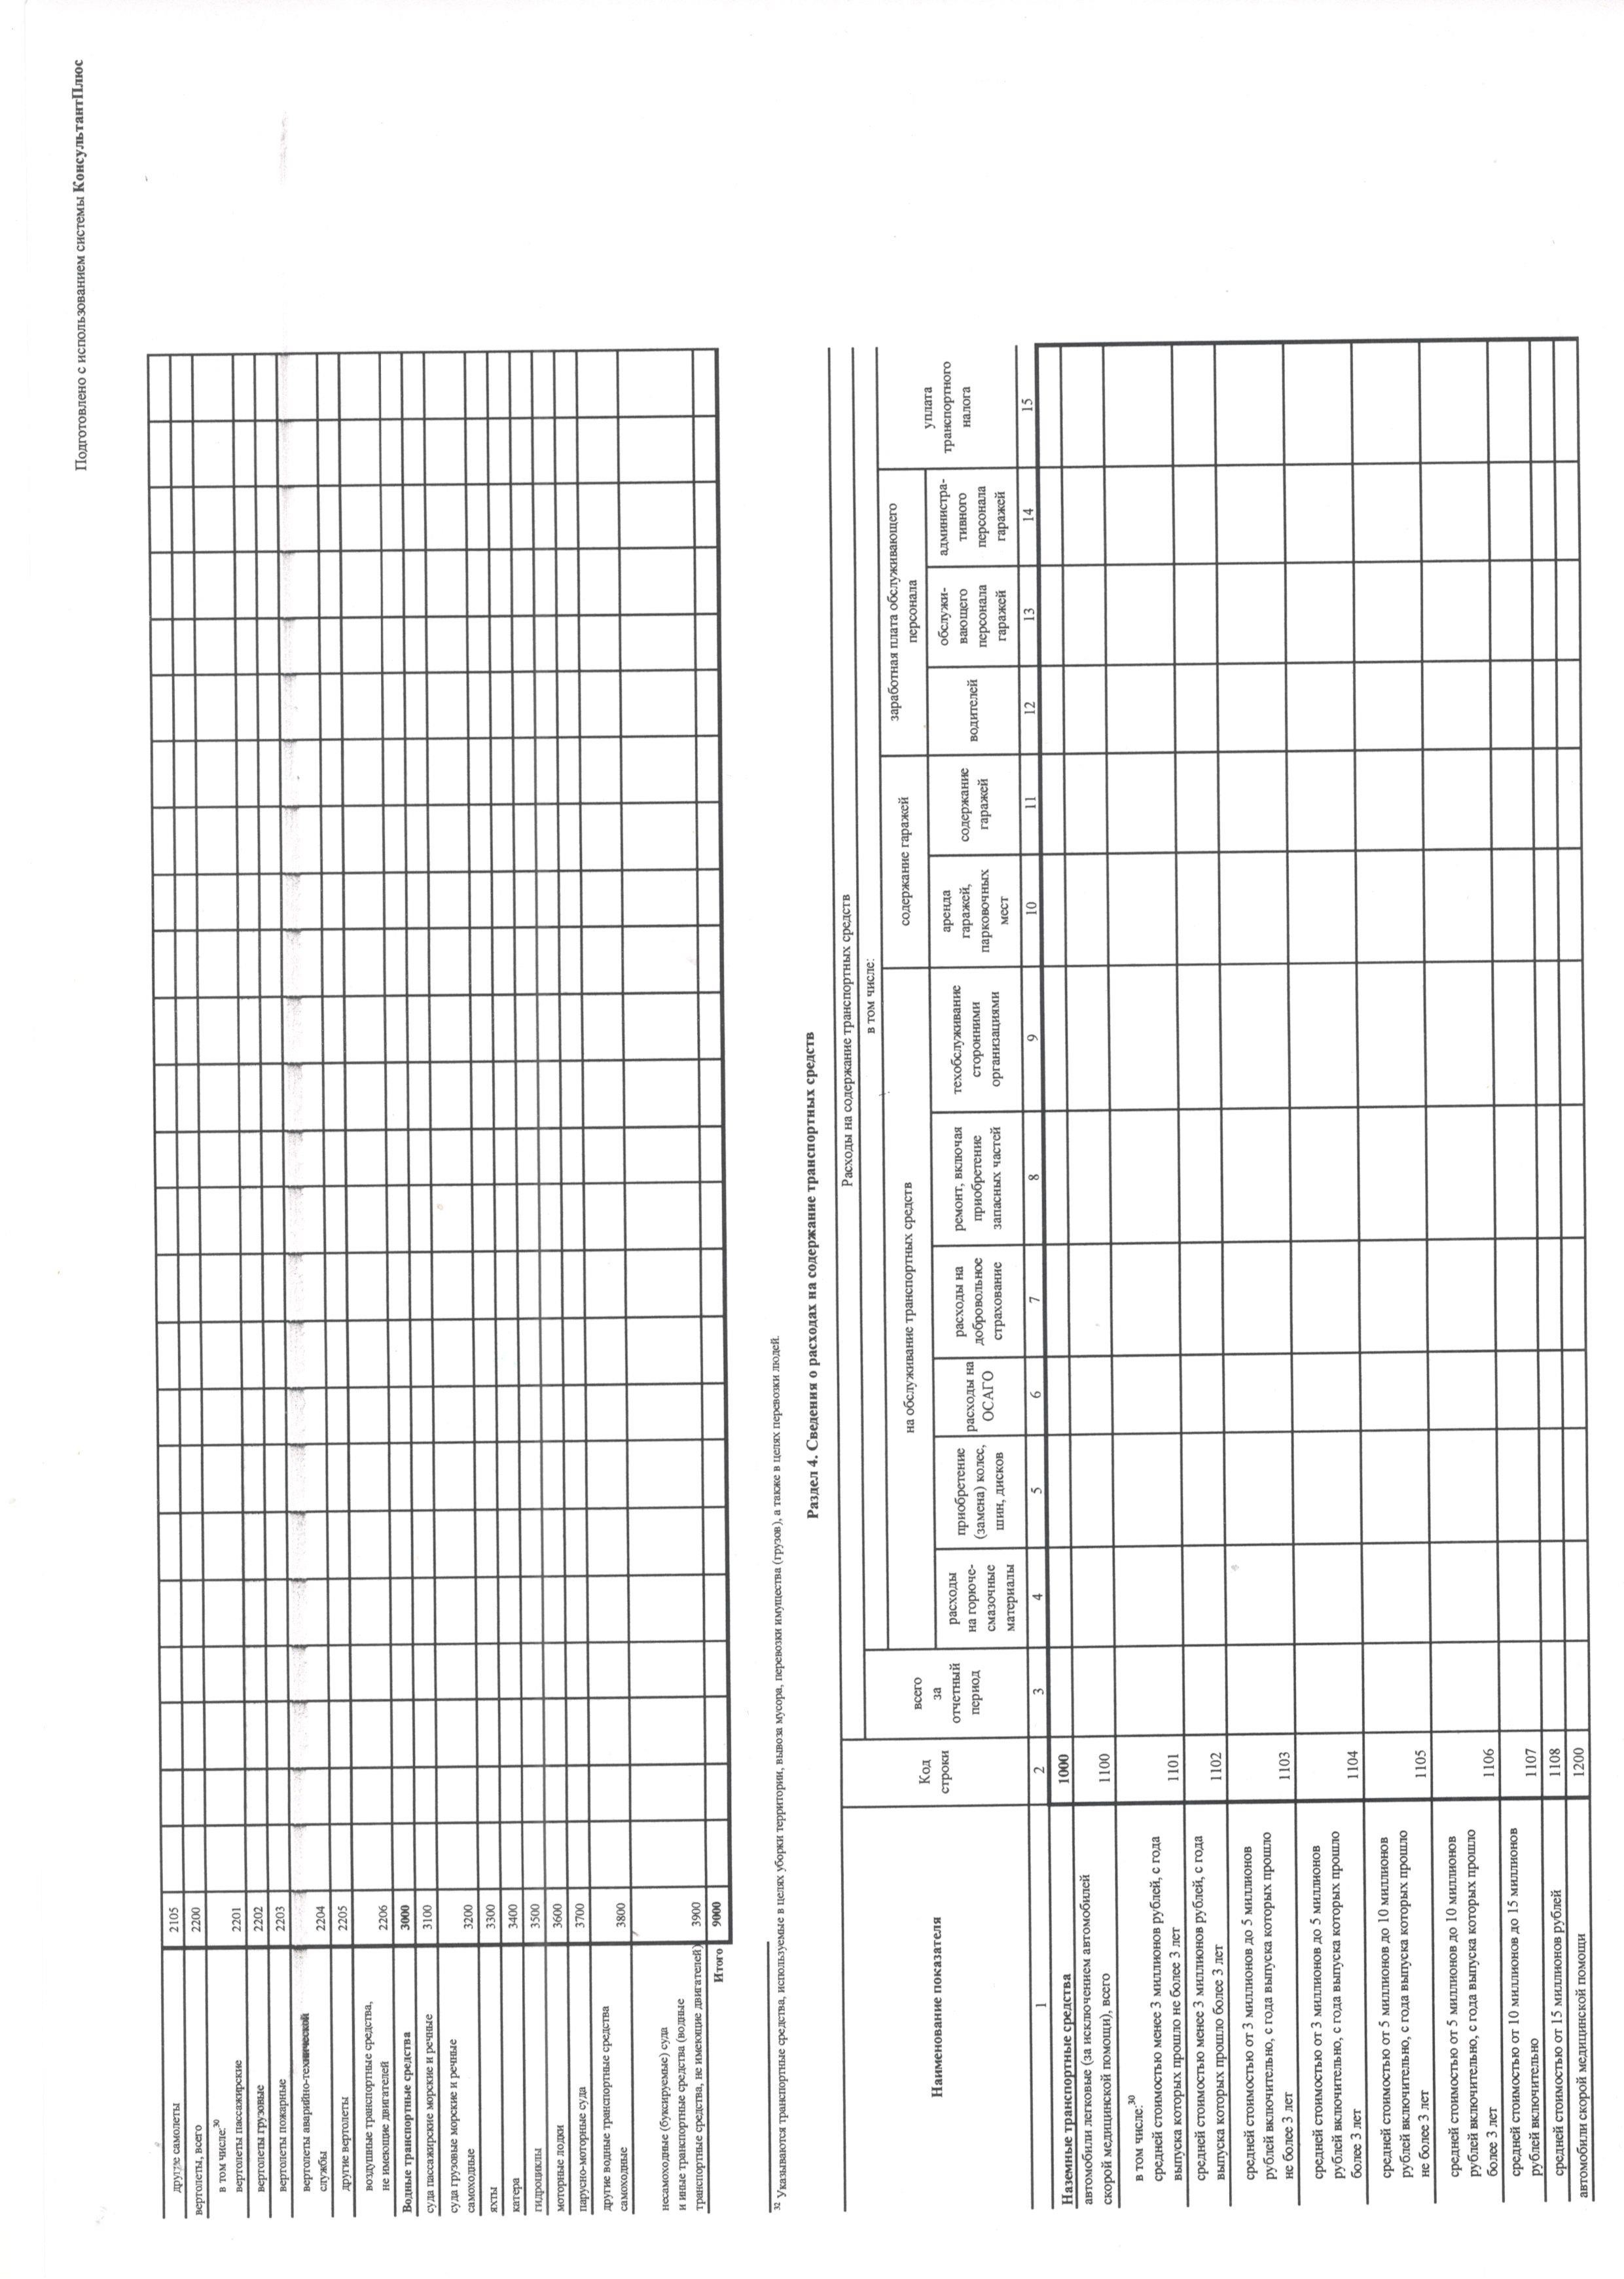 Подготовлено с использованием системы КонсультантПлюс
другие самолеты 2105
вертолеты, всего 2200
в том числе:30
вертолеты пассажирские 2201
вертолеты грузовые 2202
вертолеты пожарные 2203
вертолеты аварийно-технической
службы 2204
другие вертолеты 2205
воздушные транспортные средства,
не имеющие двигателей 2206
Водные транспортные средства 3000
суда пассажирские морские и речные 3100
суда грузовые морские и речные
самоходные 3200
яхты 3300
катера 3400
гидроциклы 3500
моторные лодки 3600
парусно-моторные суда 3700
другие водные транспортные средства
самоходные 3800
несамоходные (буксируемые) суда
и иные транспортные средства (водные
транспортные средства, не имеющие двигателей) 3900
Итого 9000
32 Указываются транспортные средства, используемые в целях уборки территории, вывоза мусора, перевозки имущества (грузов), а также в целях перевозки людей.
Раздел 4. Сведения о расходах на содержание транспортных средств
Наименование показателя
Код
строки
Расходы на содержание транспортных средств
всего
за
отчетный
период
в том числе:
на обслуживание транспортных средств
содержание гаражей
заработная плата обслуживающего
персонала
уплата
транспортного
налога
расходы
на горюче-
смазочные
материалы
приобретение
(замена) колес,
шин, дисков
расходы на
ОСАГО
расходы на
добровольное
страхование
ремонт, включая
приобретение
запасных частей
техобслуживание
сторонними
организациями
аренда
гаражей,
парковочных
мест
содержание
гаражей
водителей
обслужи-
вающего
персонала
гаражей
администра-
тивного
персонала
гаражей
1 2 3 4 5 6 7 8 9 10 11 12 13 14 15
Наземные транспортные средства 1000
автомобили легковые (за исключением автомобилей
скорой медицинской помощи), всего 1100
в том числе:30
средней стоимостью менее 3 миллионов рублей, с года
выпуска которых прошло не более 3 лет 1101
средней стоимостью менее 3 миллионов рублей, с года
выпуска которых прошло более 3 лет 1102
средней стоимостью от 3 миллионов до 5 миллионов
рублей включительно, с года выпуска которых прошло
не более 3 лет 1103
средней стоимостью от 3 миллионов до 5 миллионов
рублей включительно, с года выпуска которых прошло
более 3 лет 1104
средней стоимостью от 5 миллионов до 10 миллионов
рублей включительно, с года выпуска которых прошло
не более 3 лет 1105
средней стоимостью от 5 миллионов до 10 миллионов
рублей включительно, с года выпуска которых прошло
более 3 лет 1106
средней стоимостью от 10 миллионов до 15 миллионов
рублей включительно 1107
средней стоимостью от 15 миллионов рублей 1108
автомобили скорой медицинской помощи 1200